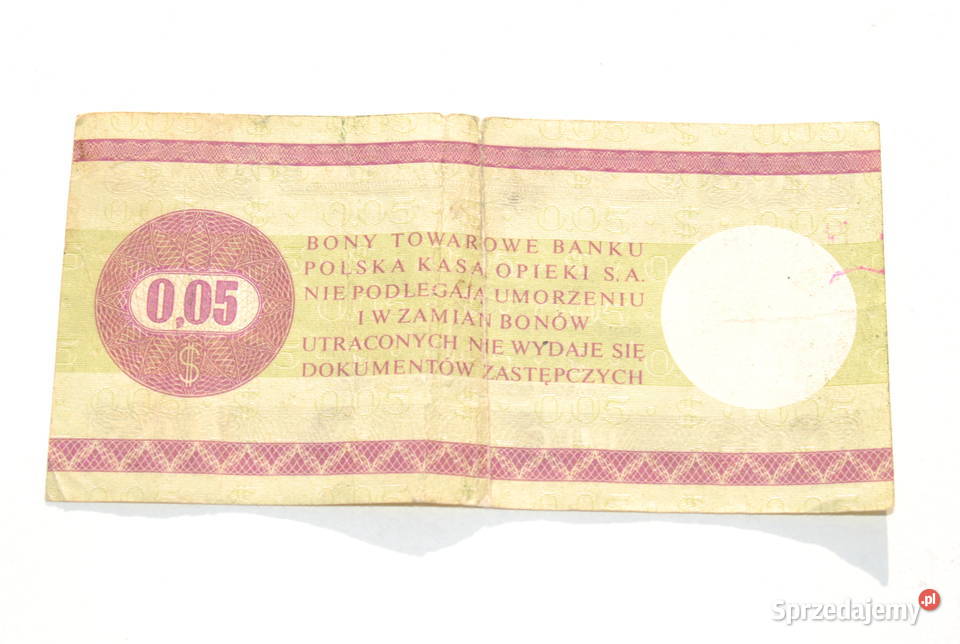 BONY TOWAROWE BANKU
POLSKA KASA OPIEKI S.A.
NIE PODLEGAJĄ UMORZENIU
I W ZAMIAN BONÓW
UTRACONYCH NIE WYDAJE SIĘ
DOKUMENTÓW ZASTĘPCZYCH
0,05
$
Sprzedajemy.pl